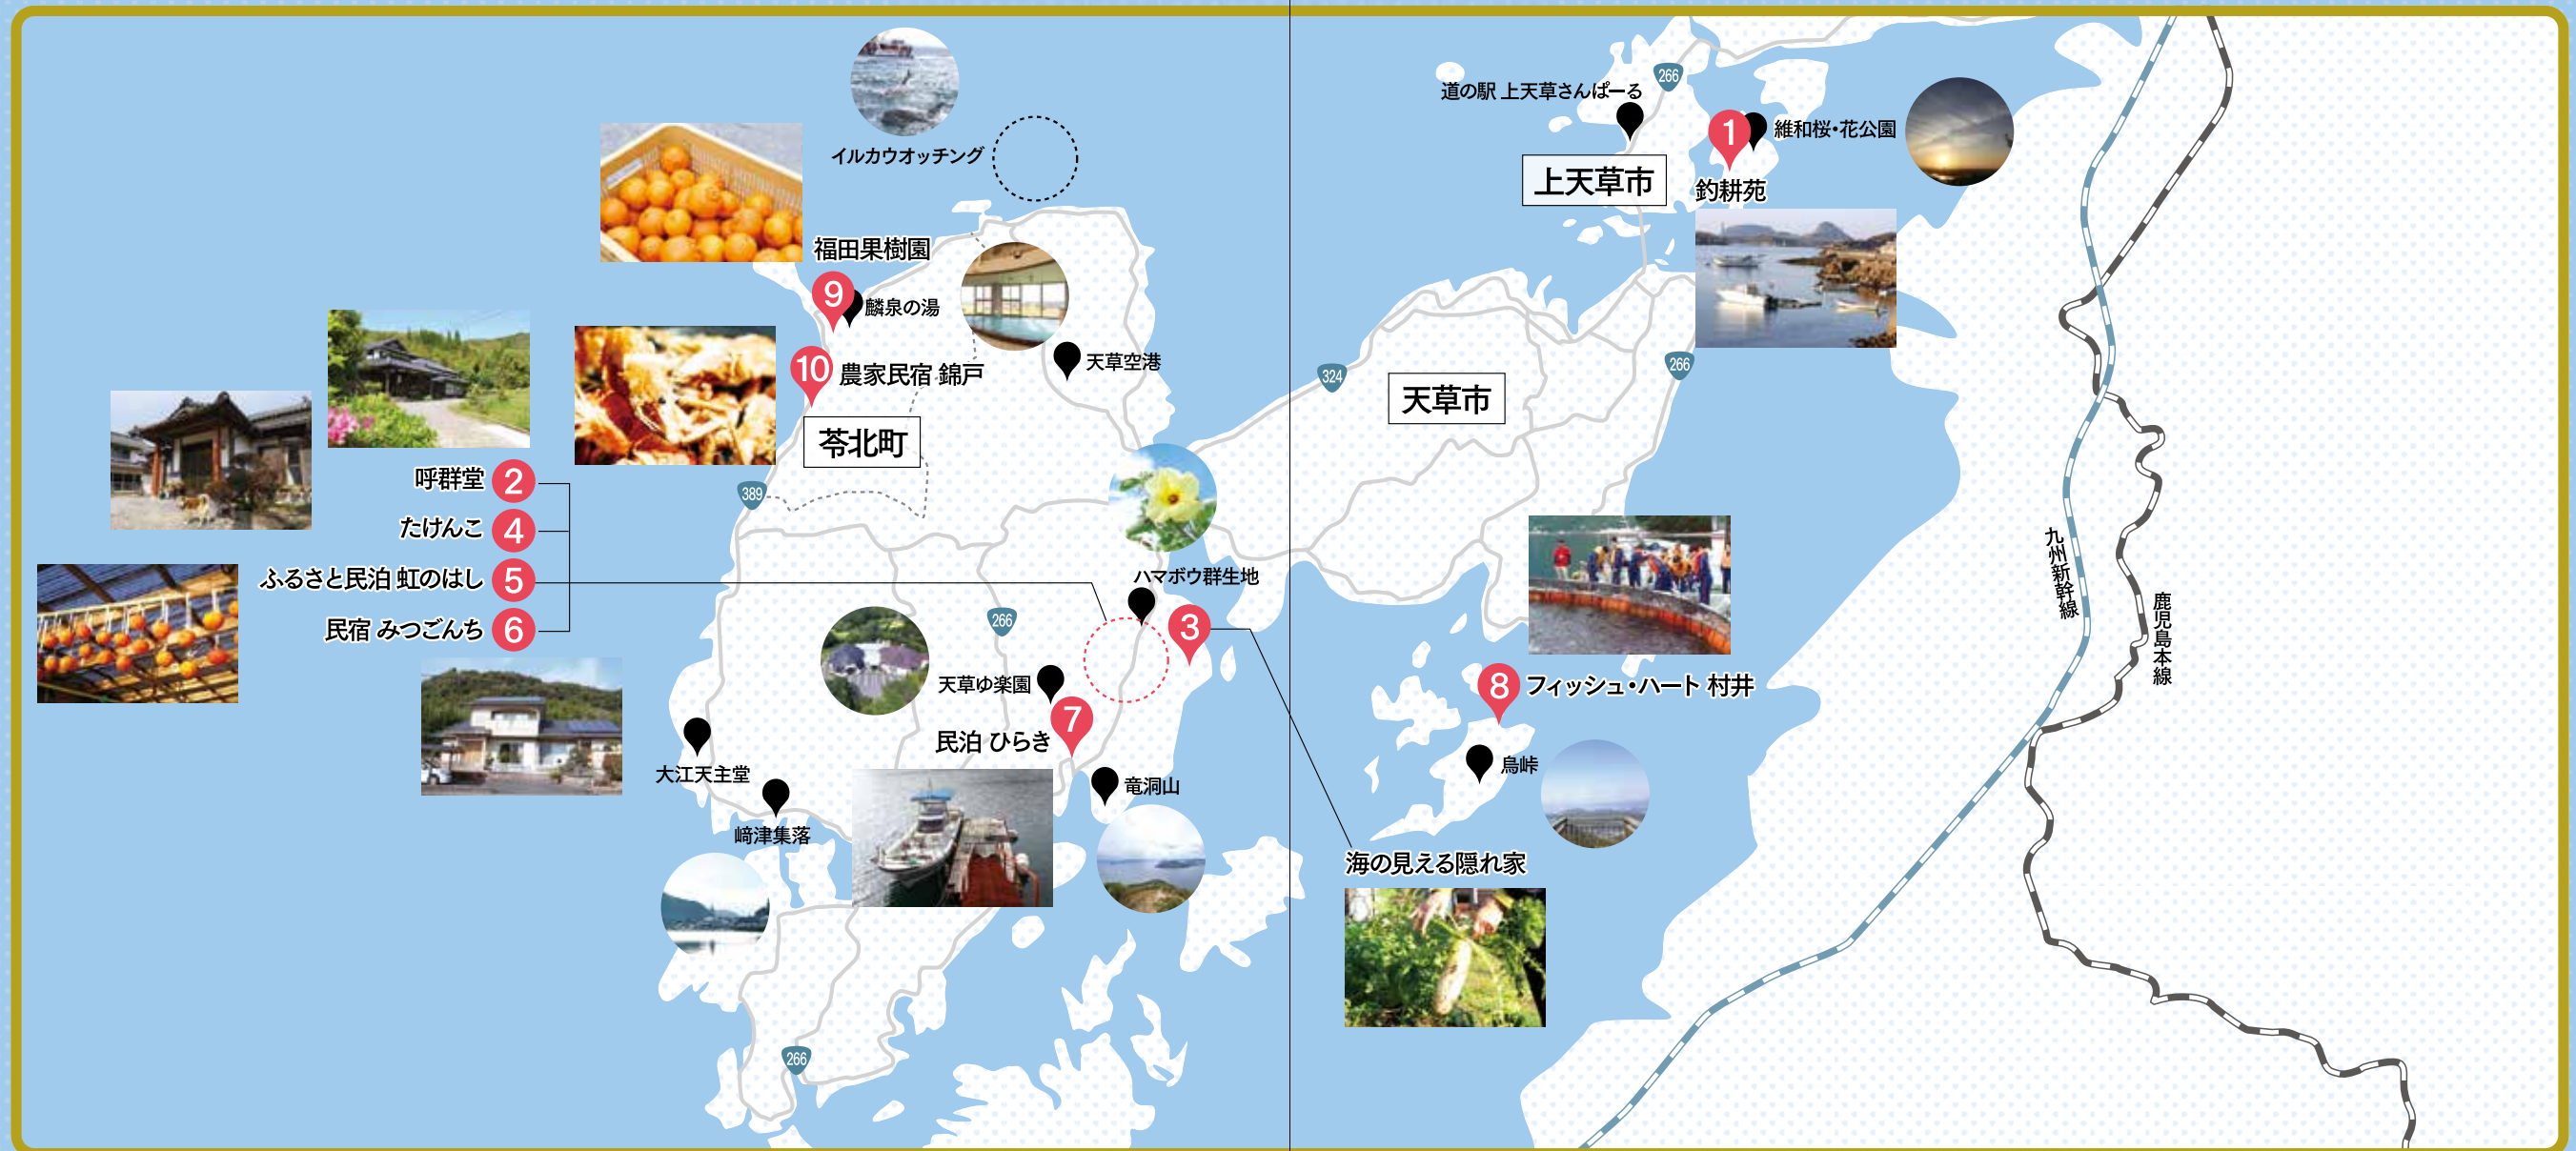 イルカウオッチング
福田果樹園
9
麟泉の湯
10
農家民宿 錦戸
天草空港
苓北町
389
呼群堂 2
たけんこ 4
ふるさと民泊 虹のはし 5
民宿 みつごんち 6
266
ハマボウ群生地
3
天草ゆ楽園
7
民泊 ひらき
大江天主堂
﨑津集落
竜洞山
266
道の駅 上天草さんぱーる
266
1
維和桜・花公園
上天草市
釣耕苑
324
天草市
266
8
フィッシュ・ハート 村井
烏峠
海の見える隠れ家
九州新幹線
鹿児島本線